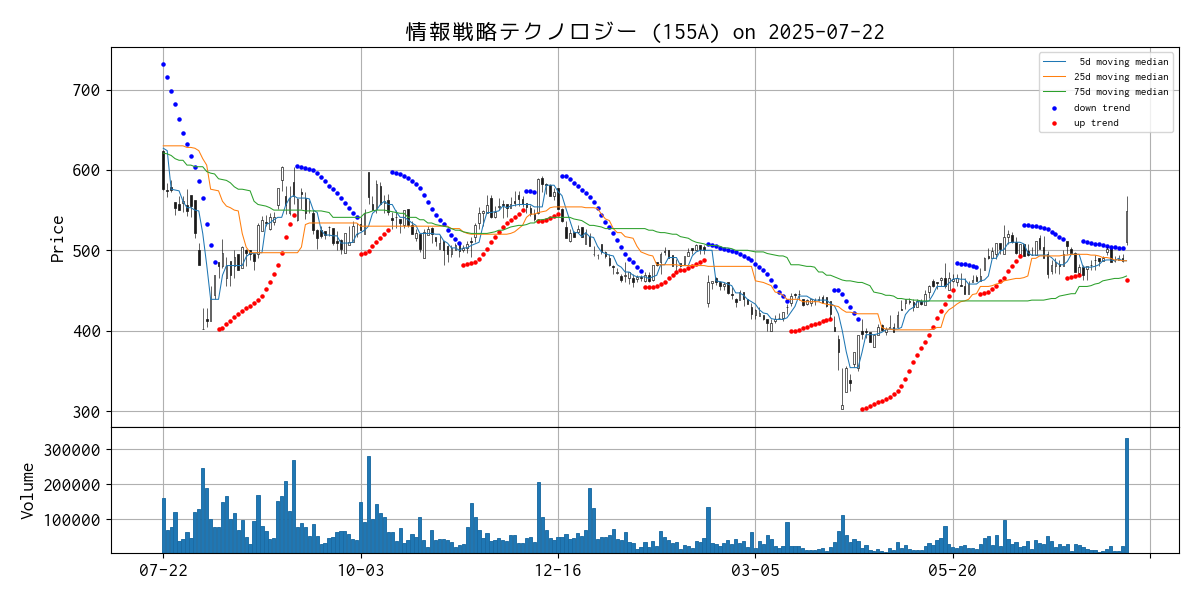 情報戦略テクノロジー (155A) on 2025-07-22
5d moving median
25d moving median
75d moving median
down trend
up trend
Price
700
600
500
400
300
Volume
300000
200000
100000
07-22 10-03 12-16 03-05 05-20